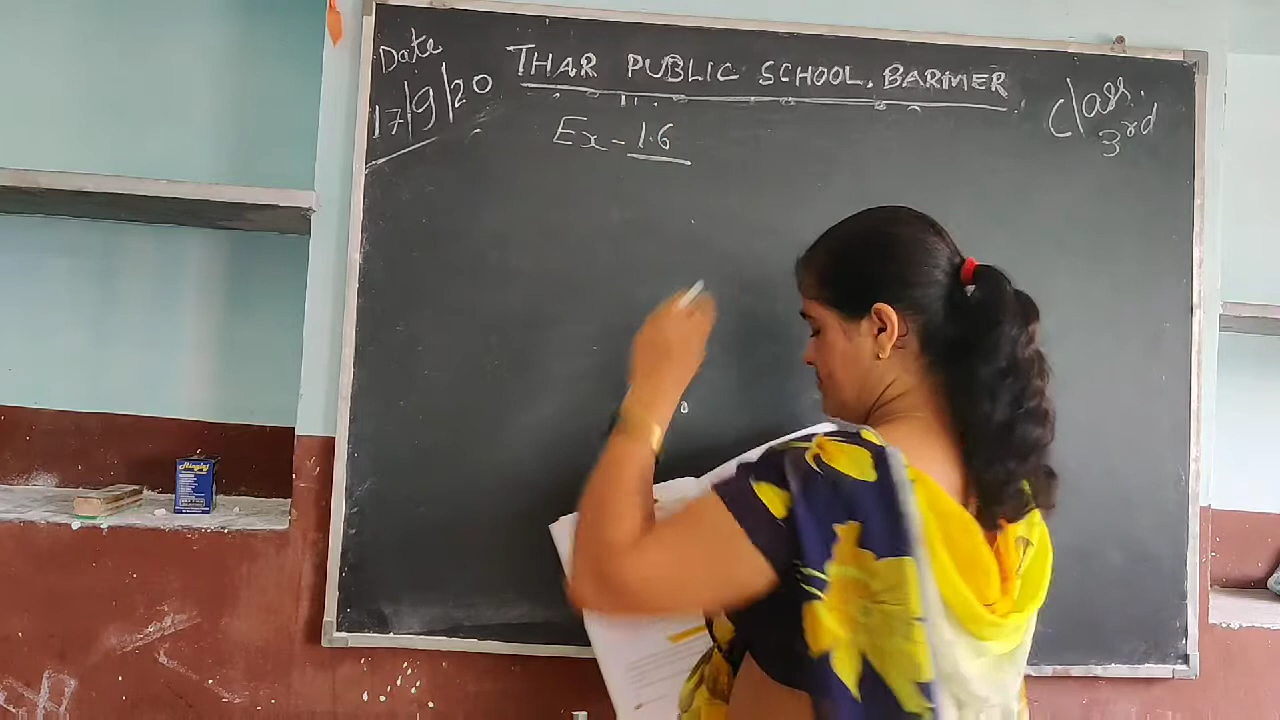 Date
17/9/20
THAR PUBLIC SCHOOL, BARMER
Class.
3rd
Ex - 1.6